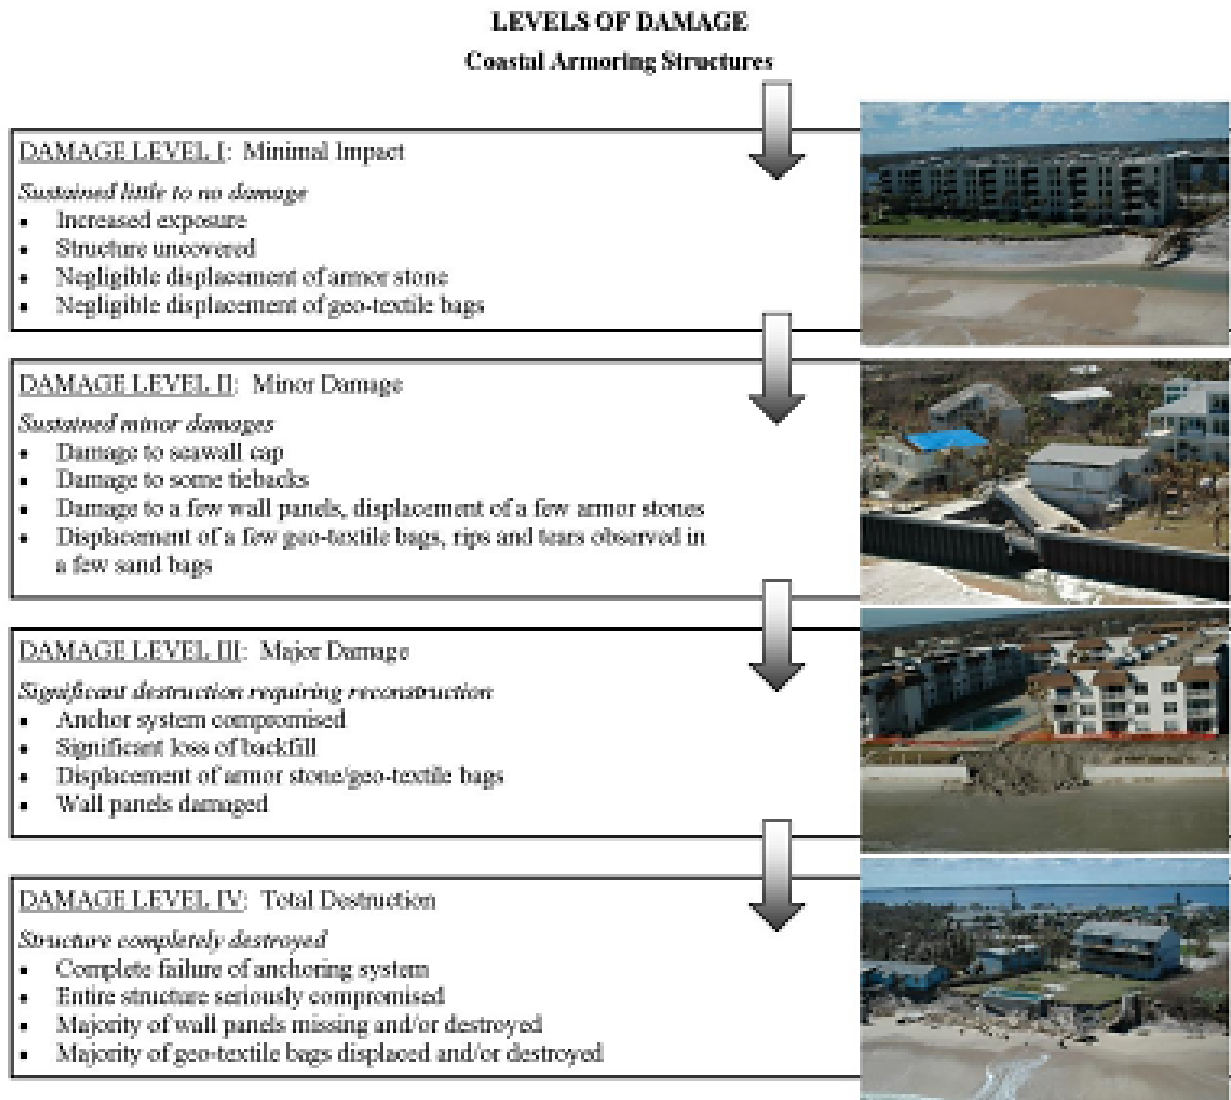 LEVELS OF DAMAGE
Coastal Armoring Structures
DAMAGE LEVEL I: Minimal Impact
Sustained little to no damage
• Increased exposure
• Structure uncovered
• Negligible displacement of armor stone
• Negligible displacement of geo-textile bags
DAMAGE LEVEL II: Minor Damage
Sustained minor damages
• Damage to seawall cap
• Damage to some tiebacks
• Damage to a few wall panels, displacement of a few armor stones
• Displacement of a few geo-textile bags, rips and tears observed in
a few sand bags
DAMAGE LEVEL III: Major Damage
Significant destruction requiring reconstruction
• Anchor system compromised
• Significant loss of backfill
• Displacement of armor stone/geo-textile bags
• Wall panels damaged
DAMAGE LEVEL IV: Total Destruction
Structure completely destroyed
• Complete failure of anchoring system
• Entire structure seriously compromised
• Majority of wall panels missing and/or destroyed
• Majority of geo-textile bags displaced and/or destroyed